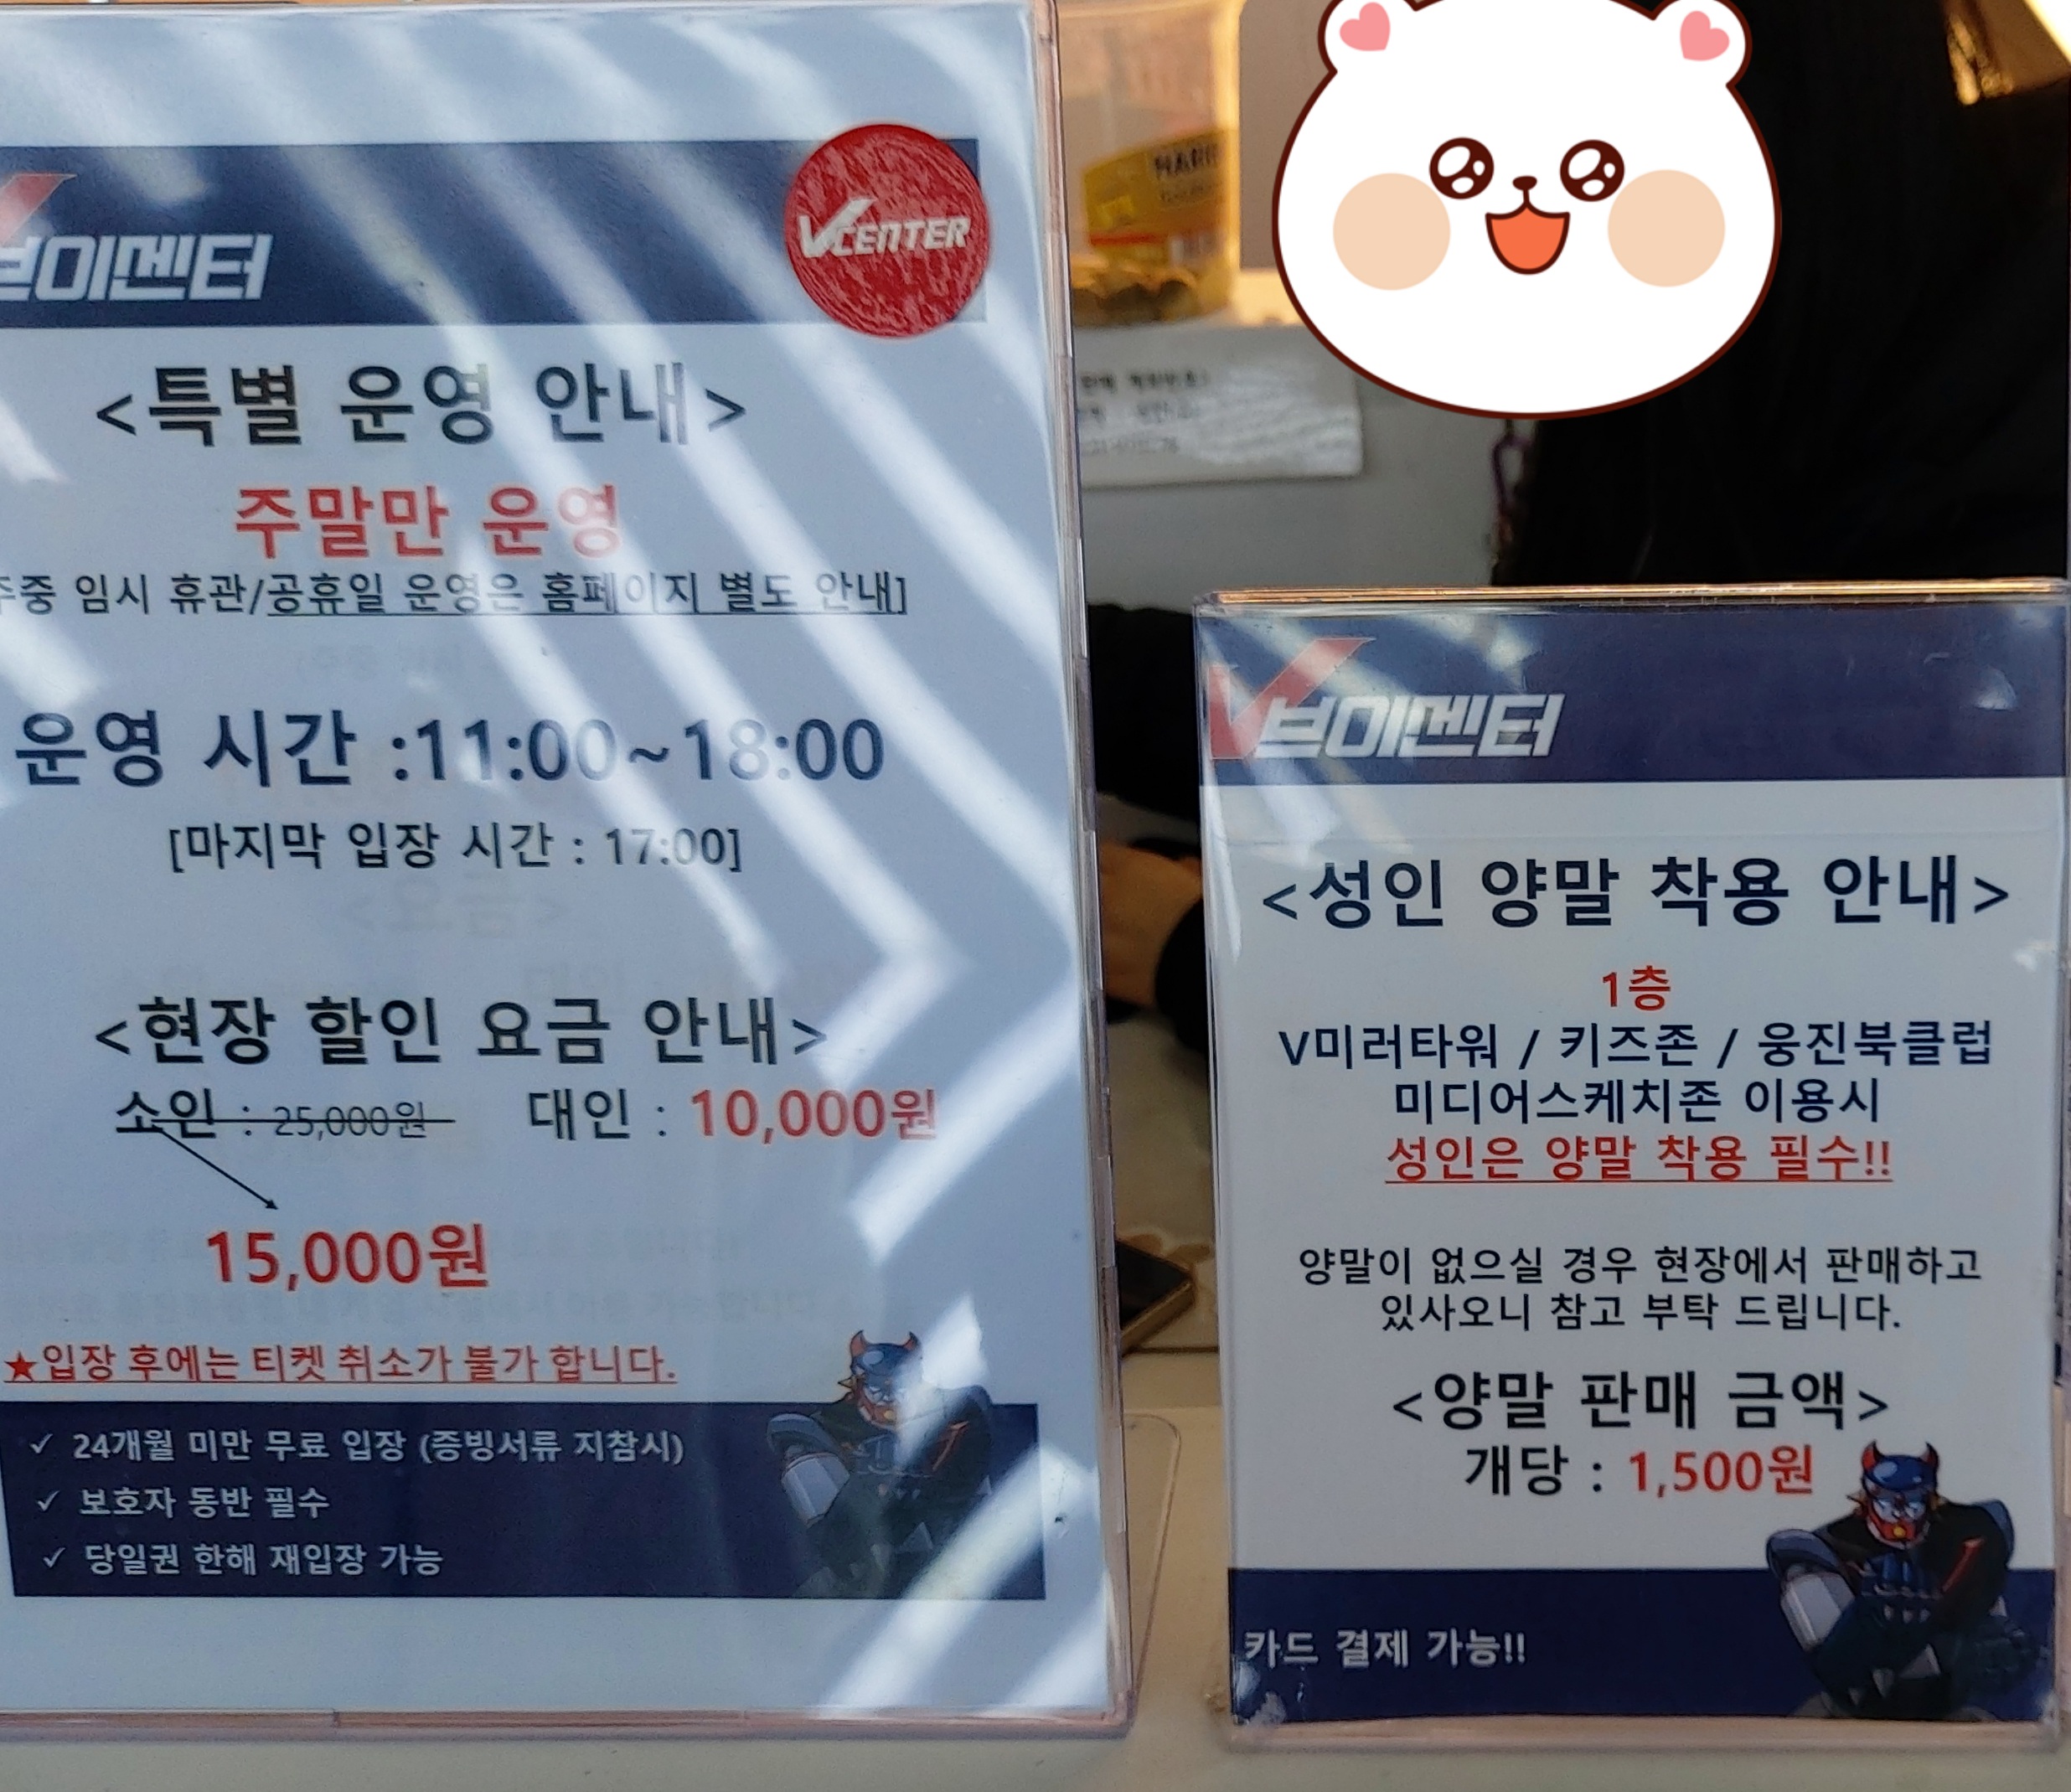 브이센터
VCENTER
<특별 운영 안내>
주말만 운영
주중 임시 휴관/공휴일 운영은 홈페이지 별도 안내]
운영 시간 :11:00~18:00
[마지막 입장 시간 : 17:00]
<현장 할인 요금 안내>
소인 : 25,000원 대인 : 10,000원
15,000원
★입장 후에는 티켓 취소가 불가 합니다.
✓ 24개월 미만 무료 입장 (증빙서류 지참시)
✓ 보호자 동반 필수
✓ 당일권 한해 재입장 가능
브이센터
<성인 양말 착용 안내>
1층
V미러타워 / 키즈존 / 웅진북클럽
미디어스케치존 이용시
성인은 양말 착용 필수!!
양말이 없으실 경우 현장에서 판매하고
있사오니 참고 부탁 드립니다.
<양말 판매 금액>
개당 : 1,500원
카드 결제 가능!!